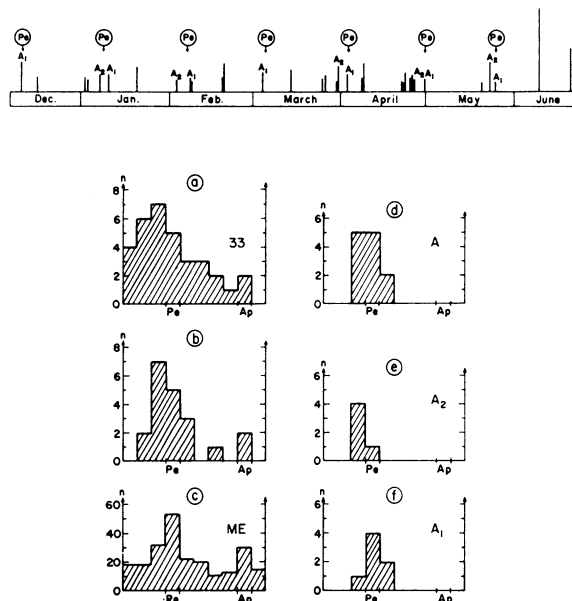 Pe Pe Pe Pe Pe Pe Pe
A1 A2 A1 A2 A1 A1 A2 A1 A2 A1 A2 A1
Dec. Jan. Feb. March April May June
a
n
8
6
4
2
0
33
Pe Ap
d
n
6
4
2
0
A
Pe Ap
b
n
8
6
4
2
0
Pe Ap
e
n
6
4
2
0
A2
Pe Ap
c
n
60
40
20
0
ME
Pe Ap
f
n
6
4
2
0
A1
Pe Ap